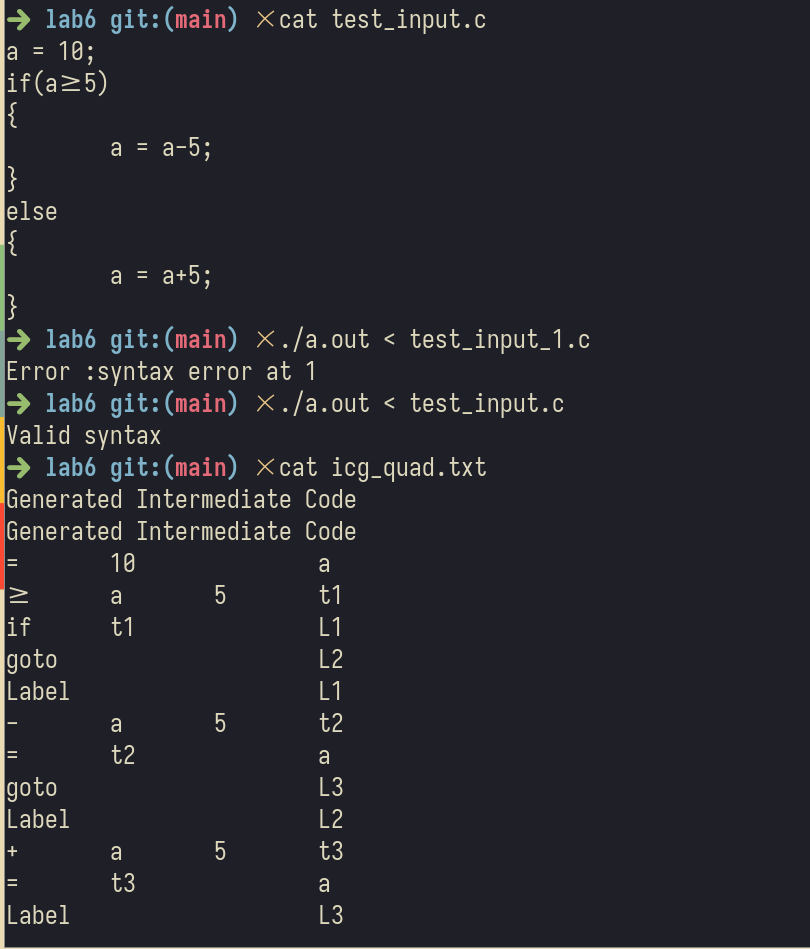 ➜ lab6 git:(main) ✕cat test_input.c
a = 10;
if(a≥5)
{
        a = a-5;
}
else
{
        a = a+5;
}
➜ lab6 git:(main) ✕./a.out < test_input_1.c
Error :syntax error at 1
➜ lab6 git:(main) ✕./a.out < test_input.c
Valid syntax
➜ lab6 git:(main) ✕cat icg_quad.txt
Generated Intermediate Code
Generated Intermediate Code
=       10              a
≥       a       5       t1
if      t1              L1
goto                    L2
Label                   L1
-       a       5       t2
=       t2              a
goto                    L3
Label                   L2
+       a       5       t3
=       t3              a
Label                   L3